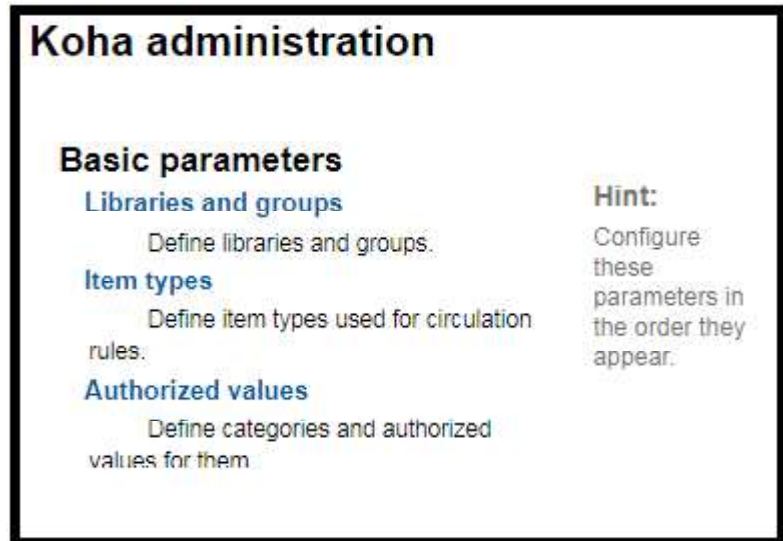 Koha administration
Basic parameters
Libraries and groups
Define libraries and groups.
Item types
Define item types used for circulation
rules.
Authorized values
Define categories and authorized
values for them
Hint:
Configure
these
parameters in
the order they
appear.